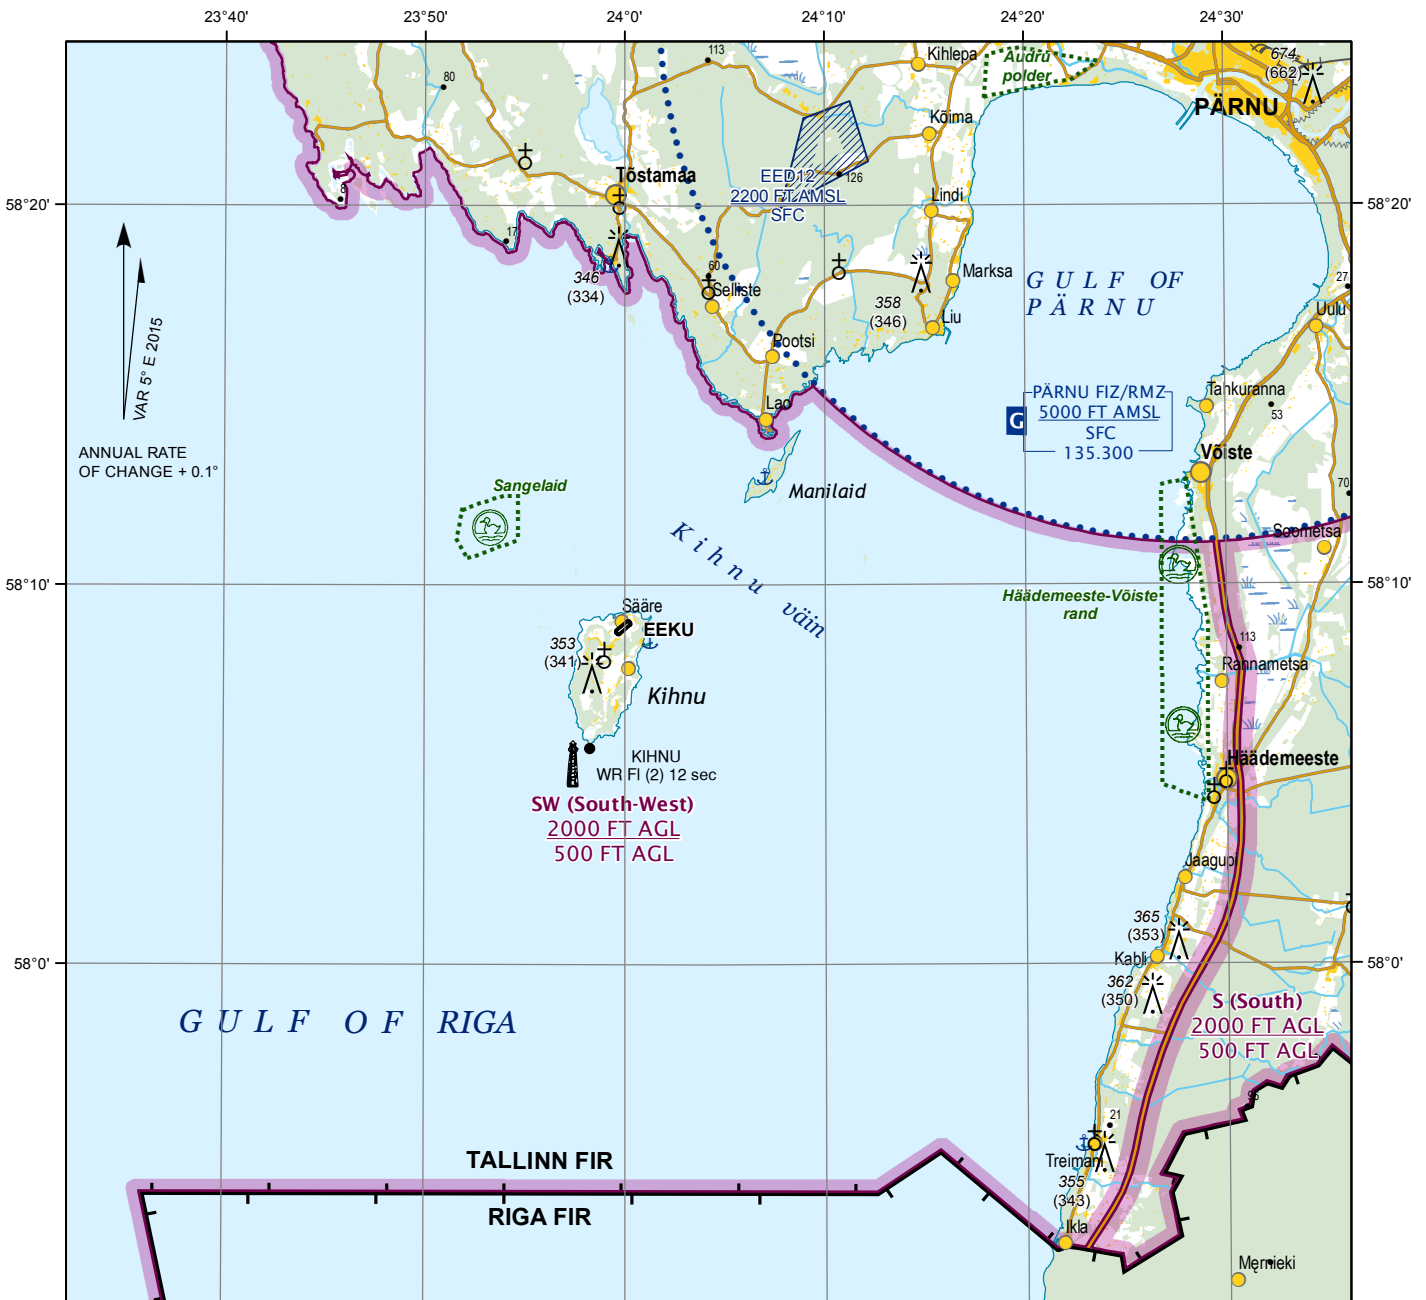 23°40'
23°50'
24°0'
24°10'
24°20'
24°30'
113
Kihlepa
Audru
polder
674
(662)
80
PÄRNU
Kõima
EED12
2200 FT AMSL
SFC
126
Tõstamaa
8
Lindi
58°20'
58°20'
17
346
(334)
60
Selliste
Marksa
GULF OF
PÄRNU
27
358
(346)
Liu
Uulu
VAR 5° E 2015
Pootsi
Lao
PÄRNU FIZ/RMZ
G
5000 FT AMSL
SFC
135.300
Tahkuranna
53
ANNUAL RATE
OF CHANGE + 0.1°
Võiste
Sangelaid
Manilaid
70
Kihnu väin
Soometsa
58°10'
58°10'
Häädemeeste-Võiste
rand
Sääre
EEKU
353
(341)
113
Rannametsa
Kihnu
KIHNU
WR Fl (2) 12 sec
Häädemeeste
SW (South-West)
2000 FT AGL
500 FT AGL
Jaagupi
365
(353)
Kabli
58°0'
58°0'
362
(350)
S (South)
2000 FT AGL
500 FT AGL
GULF OF RIGA
21
TALLINN FIR
Treimani
355
(343)
RIGA FIR
Ikla
Mērnieki